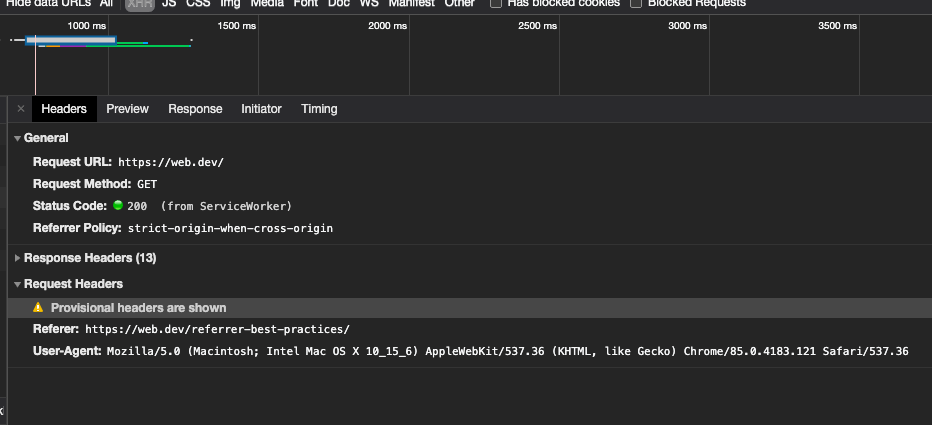 Hide data URLs All XHR JS CSS Img Media Font Doc WS Manifest Other Has blocked cookies Blocked Requests
1000 ms 1500 ms 2000 ms 2500 ms 3000 ms 3500 ms
× Headers Preview Response Initiator Timing
General
Request URL: https://web.dev/
Request Method: GET
Status Code: 200 (from ServiceWorker)
Referrer Policy: strict-origin-when-cross-origin
Response Headers (13)
Request Headers
Provisional headers are shown
Referer: https://web.dev/referrer-best-practices/
User-Agent: Mozilla/5.0 (Macintosh; Intel Mac OS X 10_15_6) AppleWebKit/537.36 (KHTML, like Gecko) Chrome/85.0.4183.121 Safari/537.36
k